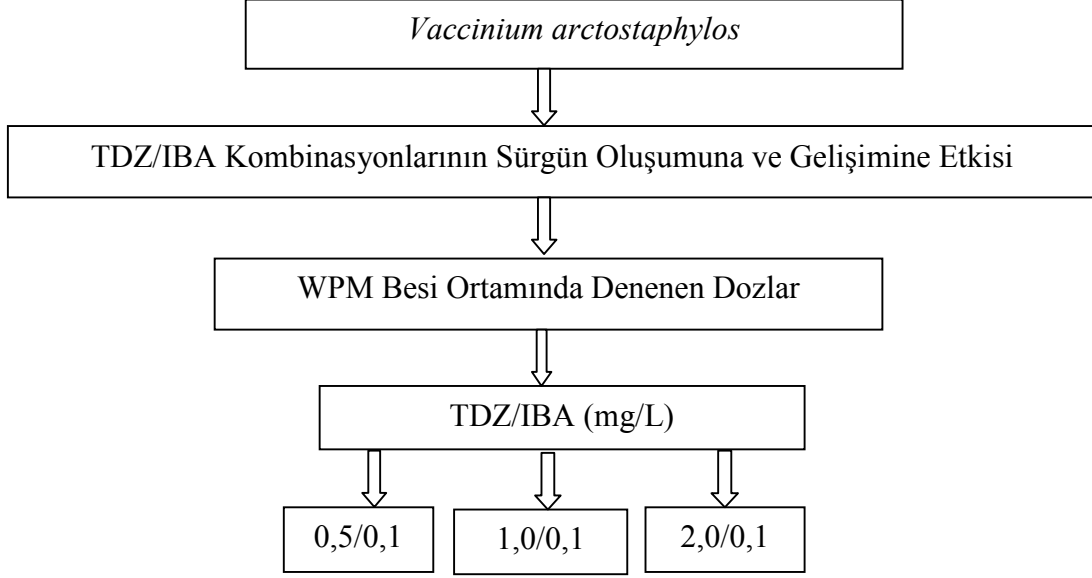 Vaccinium arctostaphylos
TDZ/IBA Kombinasyonlarının Sürgün Oluşumuna ve Gelişimine Etkisi
WPM Besi Ortamında Denenen Dozlar
TDZ/IBA (mg/L)
0,5/0,1
1,0/0,1
2,0/0,1